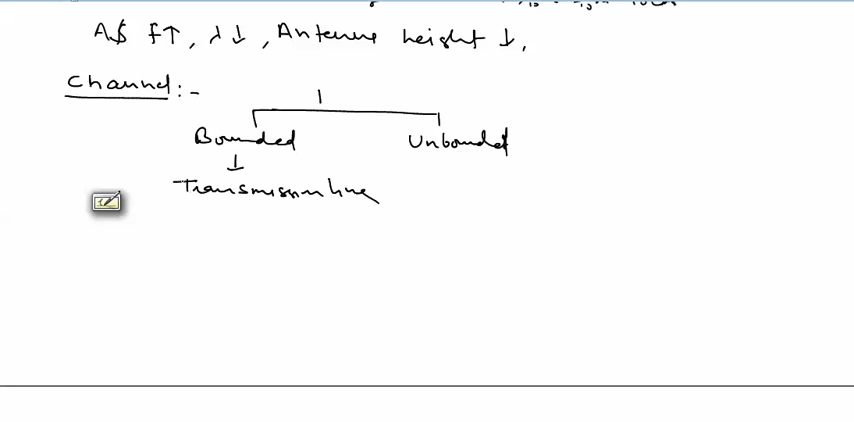 As f↑, λ↓, Antenna height ↓,
Channel :-
Bounded Unbounded
↓
Transmission line